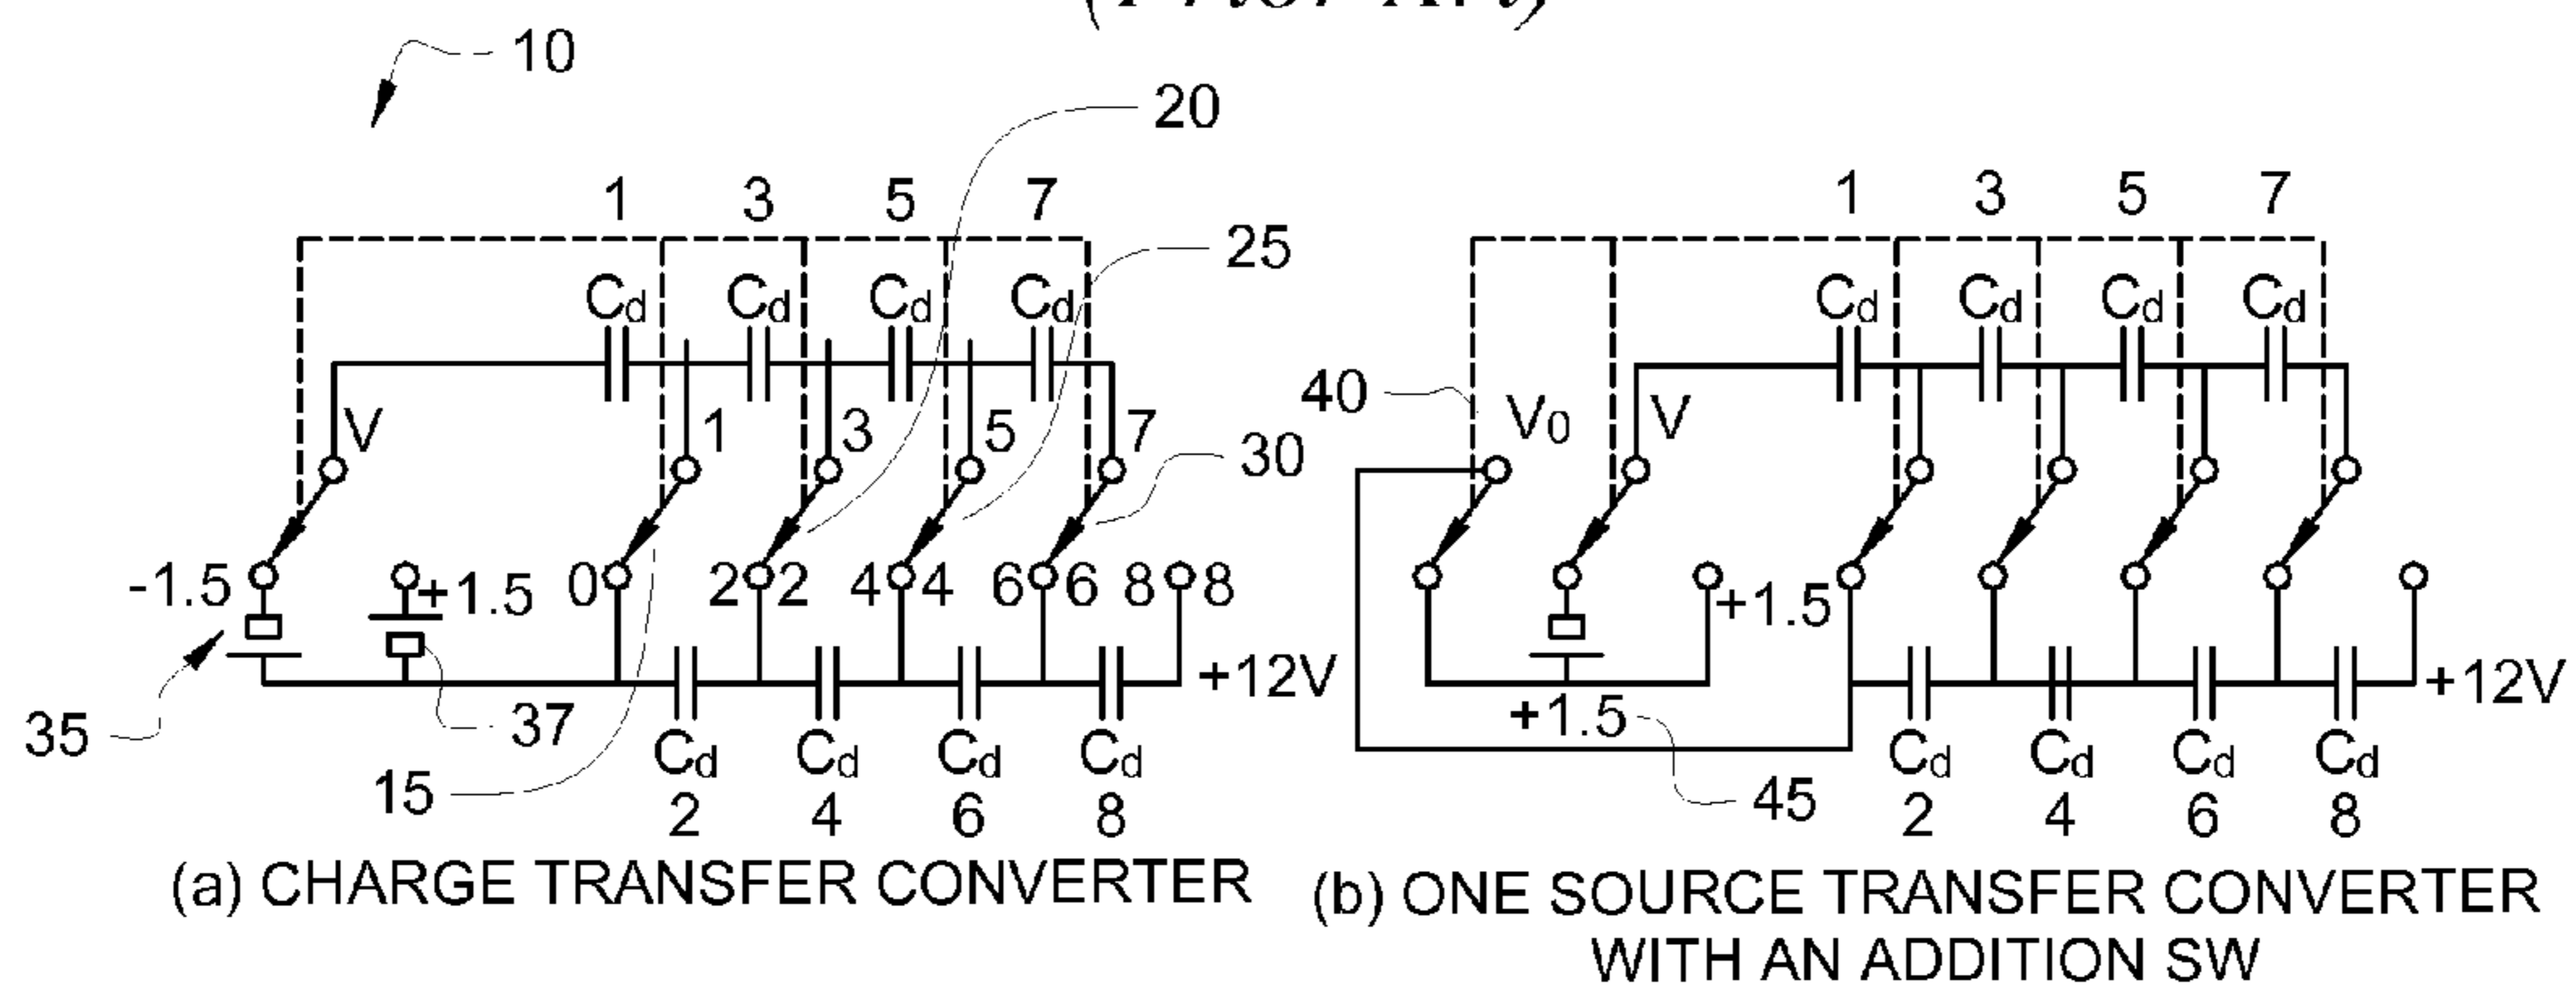 (Prior Art)
10
20
1 3 5 7
25
Cd Cd Cd Cd
V 1 3 5 7
30
-1.5 +1.5 0 2 2 4 4 6 6 8 8
+12V
35
37
15
Cd Cd Cd Cd
2 4 6 8
(a) CHARGE TRANSFER CONVERTER
1 3 5 7
Cd Cd Cd Cd
40
V0 V
+1.5
+12V
+1.5
45
Cd Cd Cd Cd
2 4 6 8
(b) ONE SOURCE TRANSFER CONVERTER
WITH AN ADDITION SW